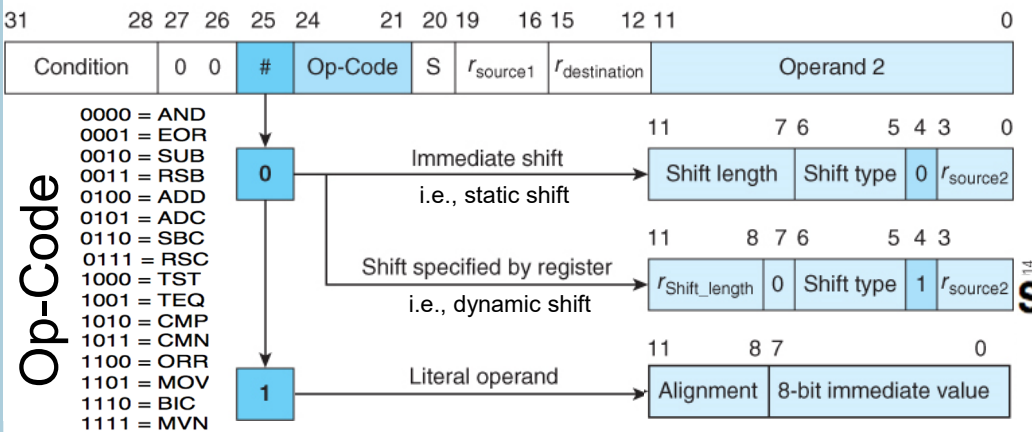 31 28 27 26 25 24 21 20 19 16 15 12 11 0
Condition 0 0 # Op-Code S rsource1 rdestination Operand 2
Op-Code
0000 = AND
0001 = EOR
0010 = SUB
0011 = RSB
0100 = ADD
0101 = ADC
0110 = SBC
0111 = RSC
1000 = TST
1001 = TEQ
1010 = CMP
1011 = CMN
1100 = ORR
1101 = MOV
1110 = BIC
1111 = MVN
0
Immediate shift
i.e., static shift
11 7 6 5 4 3 0
Shift length Shift type 0 rsource2
Shift specified by register
i.e., dynamic shift
11 8 7 6 5 4 3
rShift_length 0 Shift type 1 rsource2
14
S
1
Literal operand
11 8 7 0
Alignment 8-bit immediate value